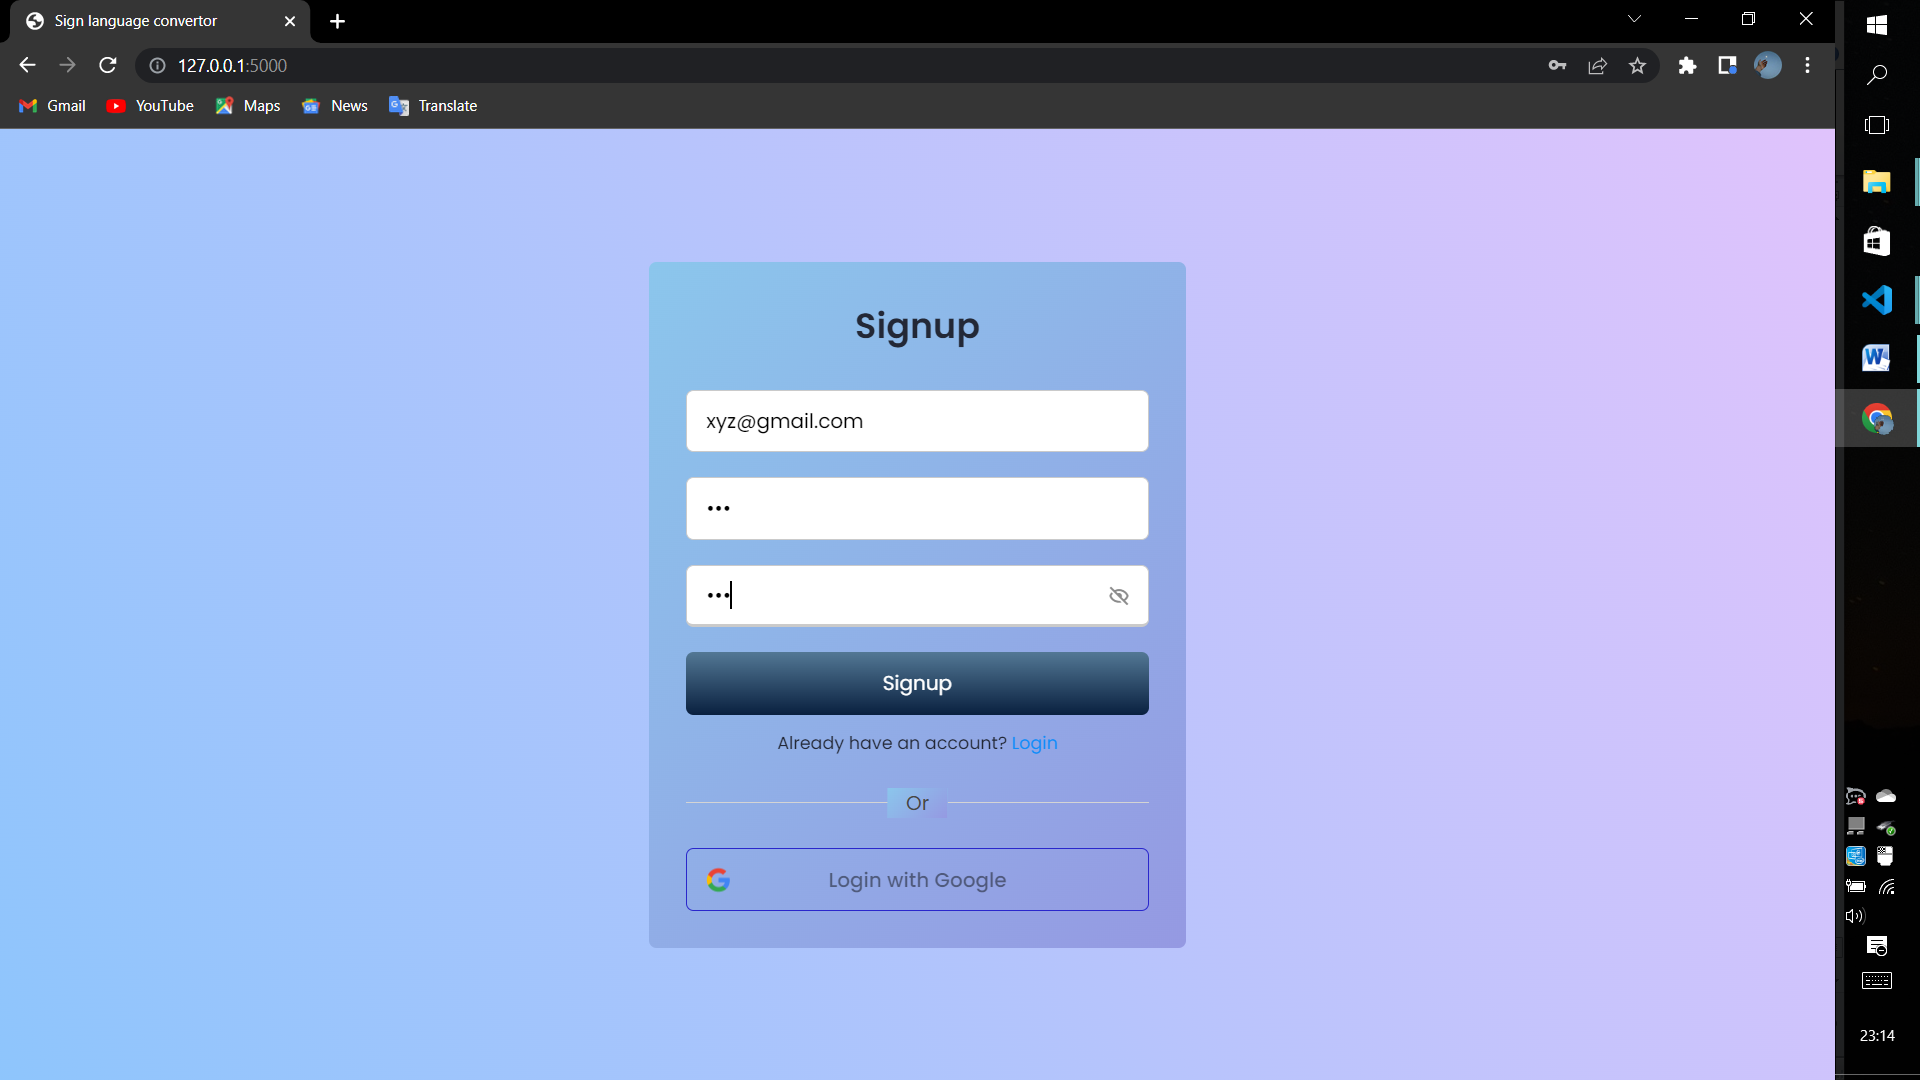 Sign language convertor
127.0.0.1:5000
Gmail YouTube Maps News Translate
Signup
xyz@gmail.com
•••
•••
Signup
Already have an account? Login
Or
Login with Google
23:14